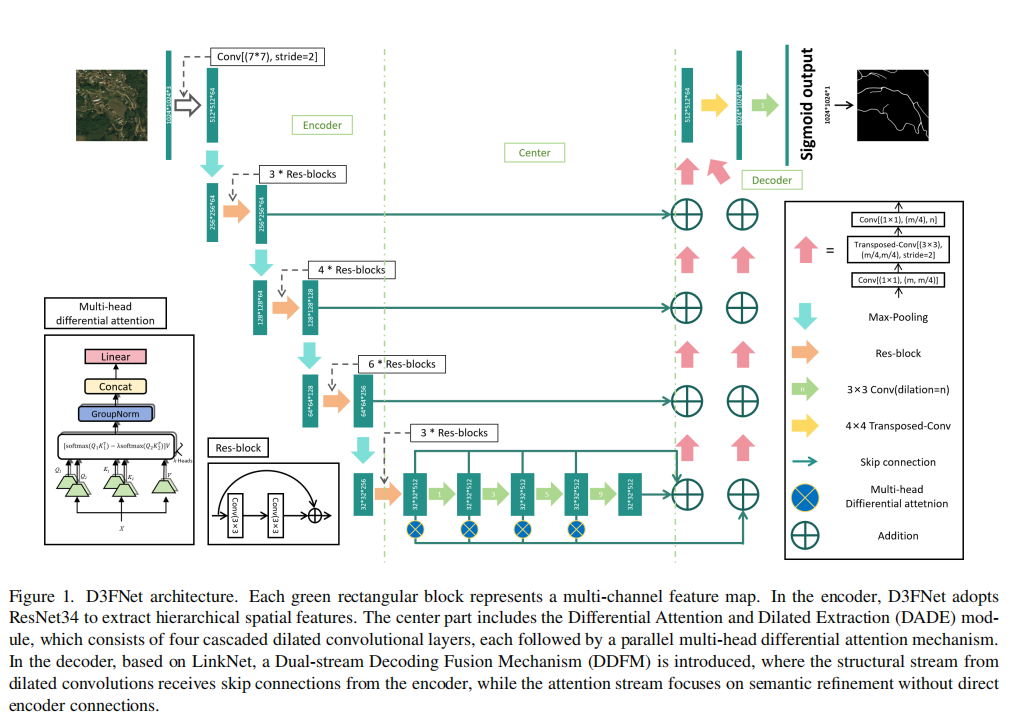 Conv[(7*7), stride=2]
1024*1024*3
512*512*64
Encoder
3 * Res-blocks
256*256*64
256*256*64
4 * Res-blocks
128*128*64
128*128*128
6 * Res-blocks
64*64*128
64*64*256
3 * Res-blocks
32*32*256
32*32*512
1
32*32*512
3
32*32*512
5
32*32*512
9
32*32*512
Center
512*512*64
1024*1024*32
1
Sigmoid output
1024*1024*1
Decoder
Conv[(1×1), (m/4), n]
Transposed-Conv[(3×3),
(m/4,m/4), stride=2]
Conv[(1×1), (m, m/4)]
=
Max-Pooling
Res-block
n
3×3 Conv(dilation=n)
4×4 Transposed-Conv
Skip connection
Multi-head
Diffierential attetnion
Addition
Multi-head
differential attention
Linear
Concat
GroupNorm
[softmax(Q₁K₁ᵀ) − λsoftmax(Q₂K₂ᵀ)]V
h-Heads
Q₁
Q₂
K₁
K₂
V
X
Res-block
Conv(3×3)
Conv(3×3)
Figure 1. D3FNet architecture. Each green rectangular block represents a multi-channel feature map. In the encoder, D3FNet adopts
ResNet34 to extract hierarchical spatial features. The center part includes the Differential Attention and Dilated Extraction (DADE) mod-
ule, which consists of four cascaded dilated convolutional layers, each followed by a parallel multi-head differential attention mechanism.
In the decoder, based on LinkNet, a Dual-stream Decoding Fusion Mechanism (DDFM) is introduced, where the structural stream from
dilated convolutions receives skip connections from the encoder, while the attention stream focuses on semantic refinement without direct
encoder connections.